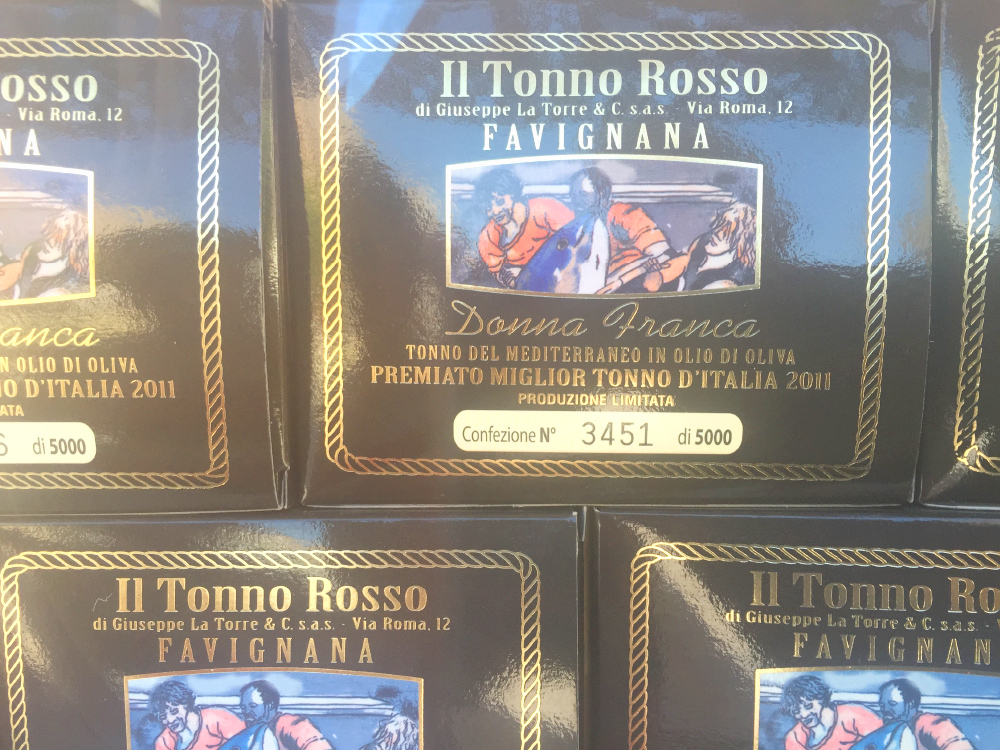 OSSO
- Via Roma, 12
NA
anca
IN OLIO DI OLIVA
NO D'ITALIA 2011
ATA
6 di 5000
Il Tonno Rosso
di Giuseppe La Torre & C. s.a.s. - Via Roma, 12
FAVIGNANA
Donna Franca
TONNO DEL MEDITERRANEO IN OLIO DI OLIVA
PREMIATO MIGLIOR TONNO D'ITALIA 2011
PRODUZIONE LIMITATA
Confezione N° 3451 di 5000
Il Tonno Rosso
di Giuseppe La Torre & C. s.a.s. - Via Roma, 12
FAVIGNANA
Il Tonno Ro
di Giuseppe La Torre & C. s.a.s. -
FAVIGNAN